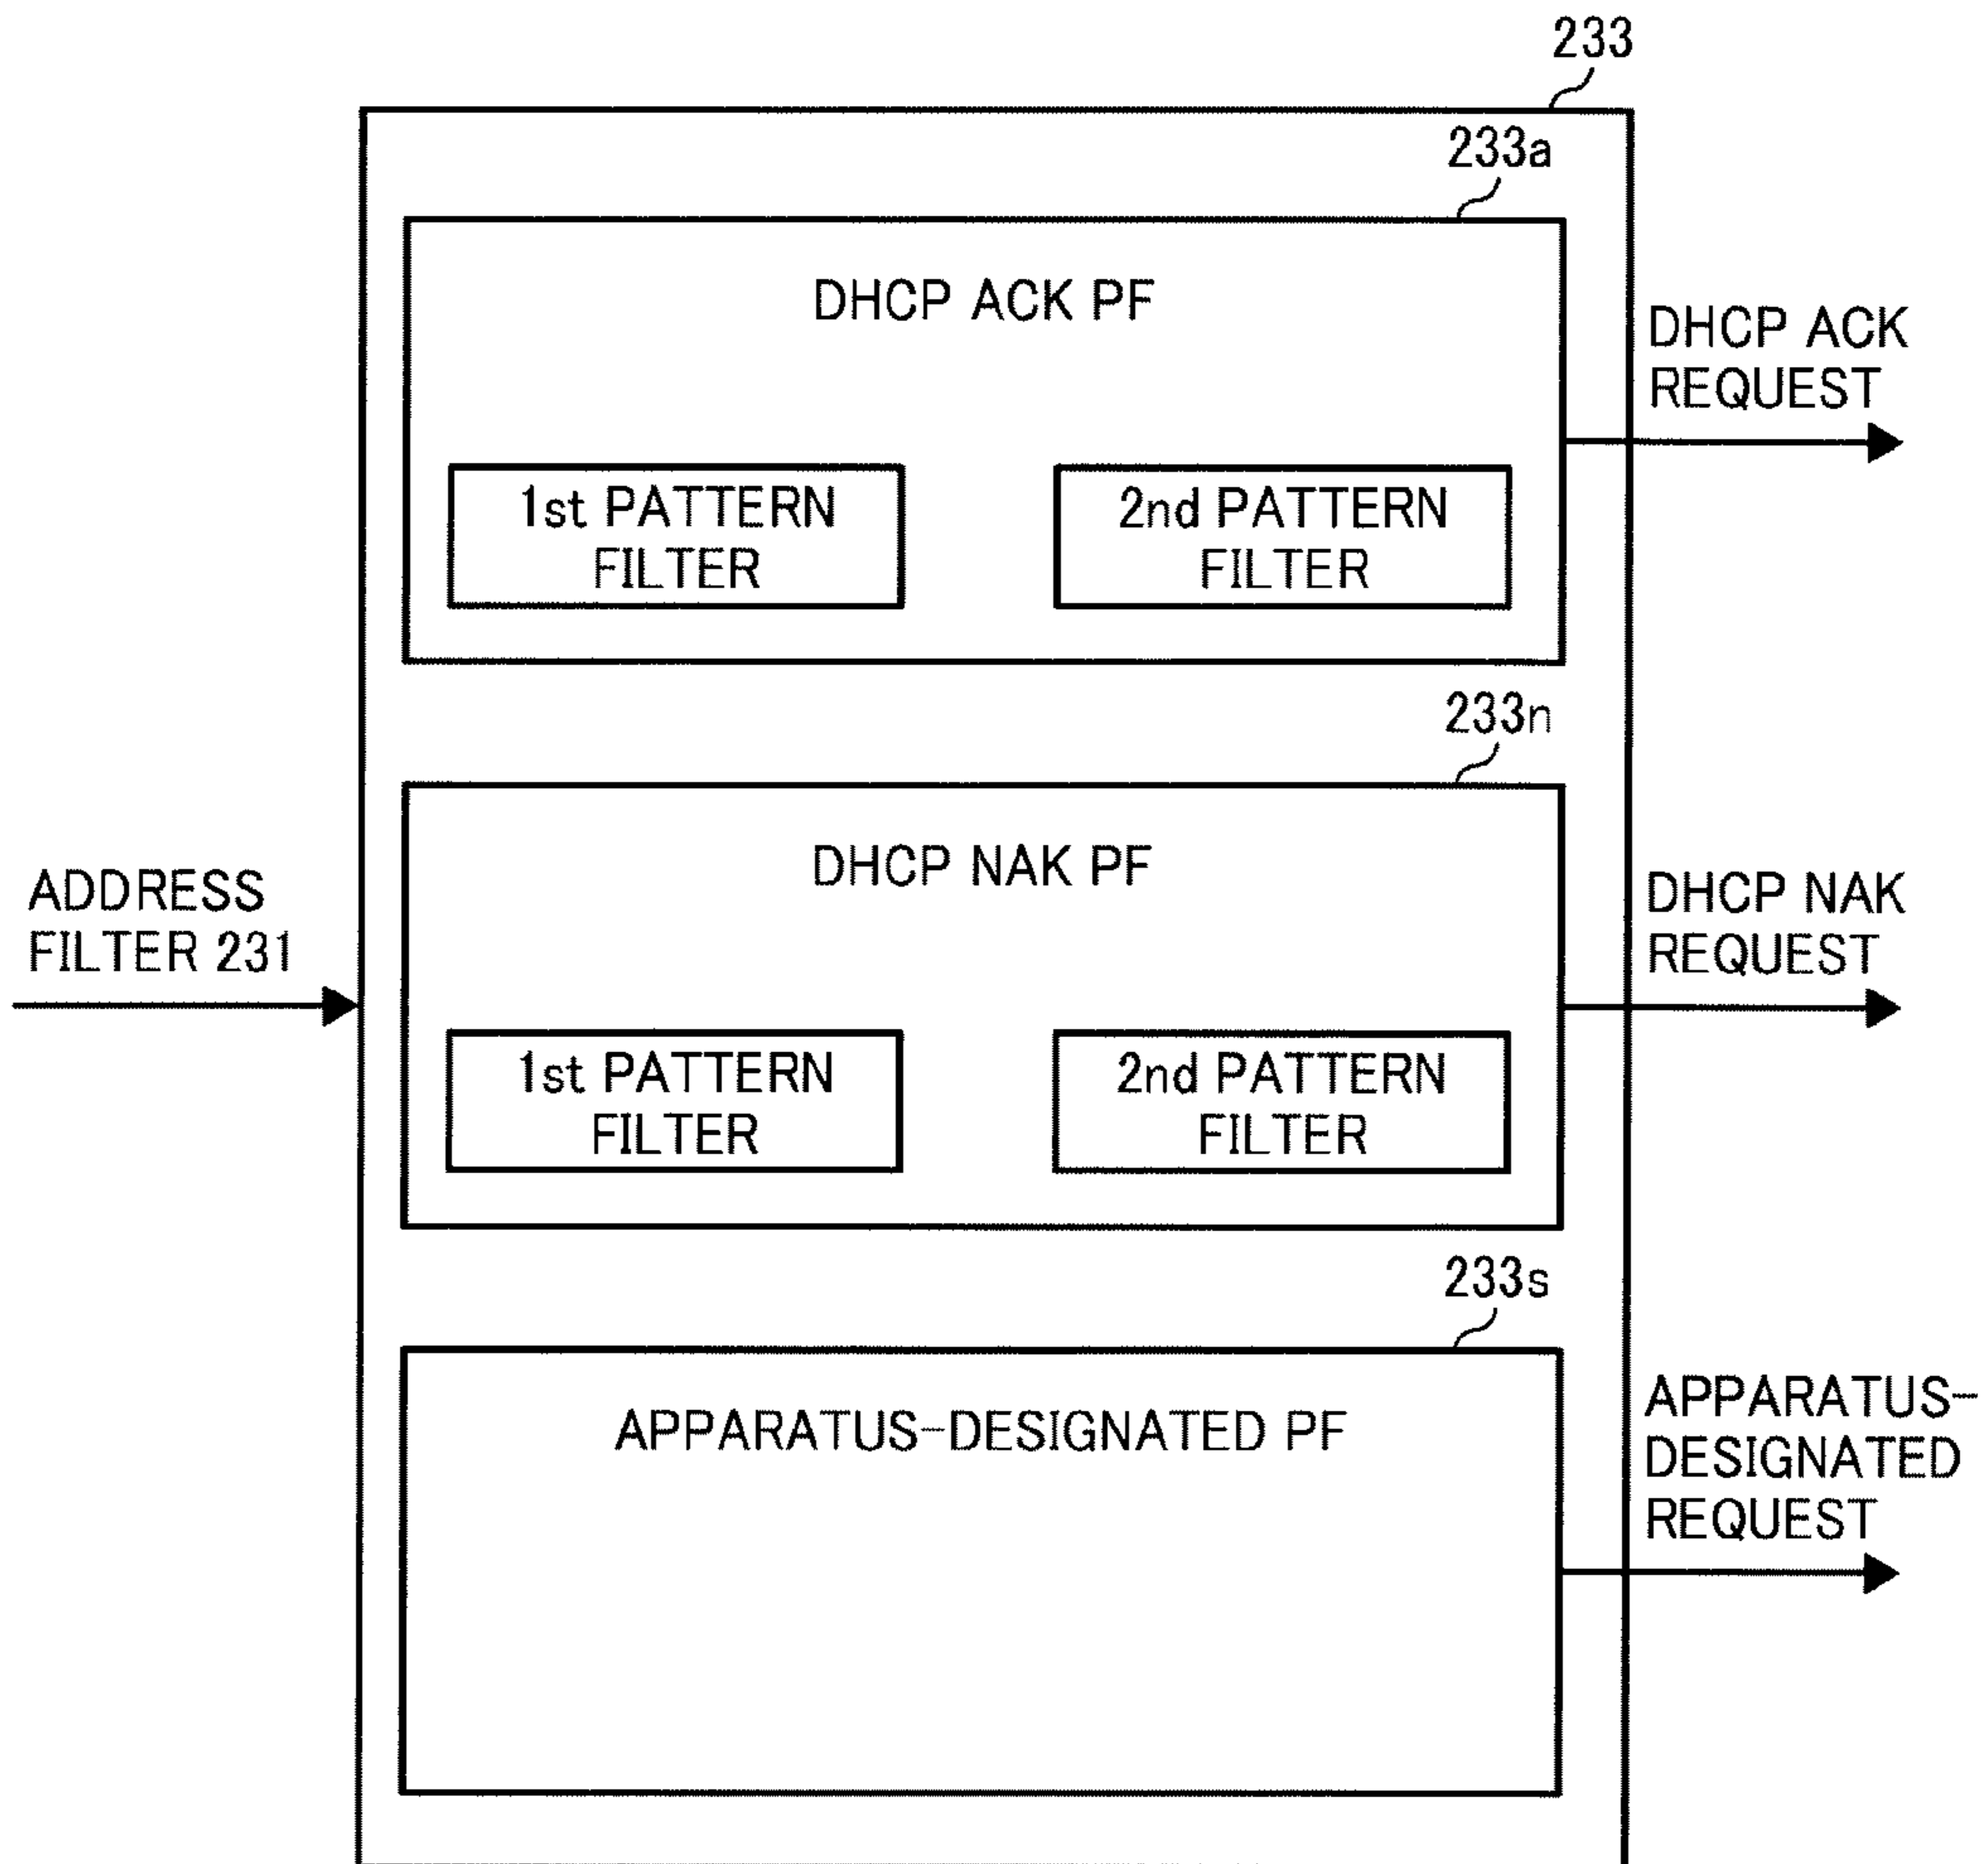 233
233a
DHCP ACK PF
DHCP ACK
REQUEST
1st PATTERN
FILTER
2nd PATTERN
FILTER
233n
DHCP NAK PF
ADDRESS
FILTER 231
DHCP NAK
REQUEST
1st PATTERN
FILTER
2nd PATTERN
FILTER
233s
APPARATUS-DESIGNATED PF
APPARATUS-
DESIGNATED
REQUEST